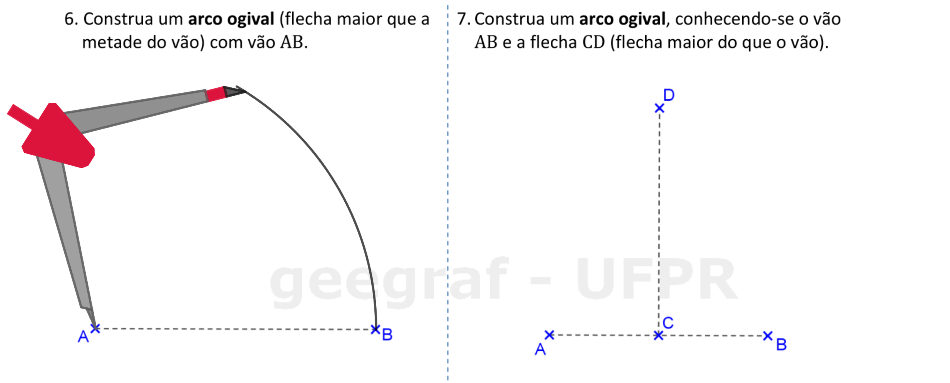 6. Construa um arco ogival (flecha maior que a
metade do vão) com vão AB.
A
B
7. Construa um arco ogival, conhecendo-se o vão
AB e a flecha CD (flecha maior do que o vão).
D
C
A
B
geegraf - UFPR